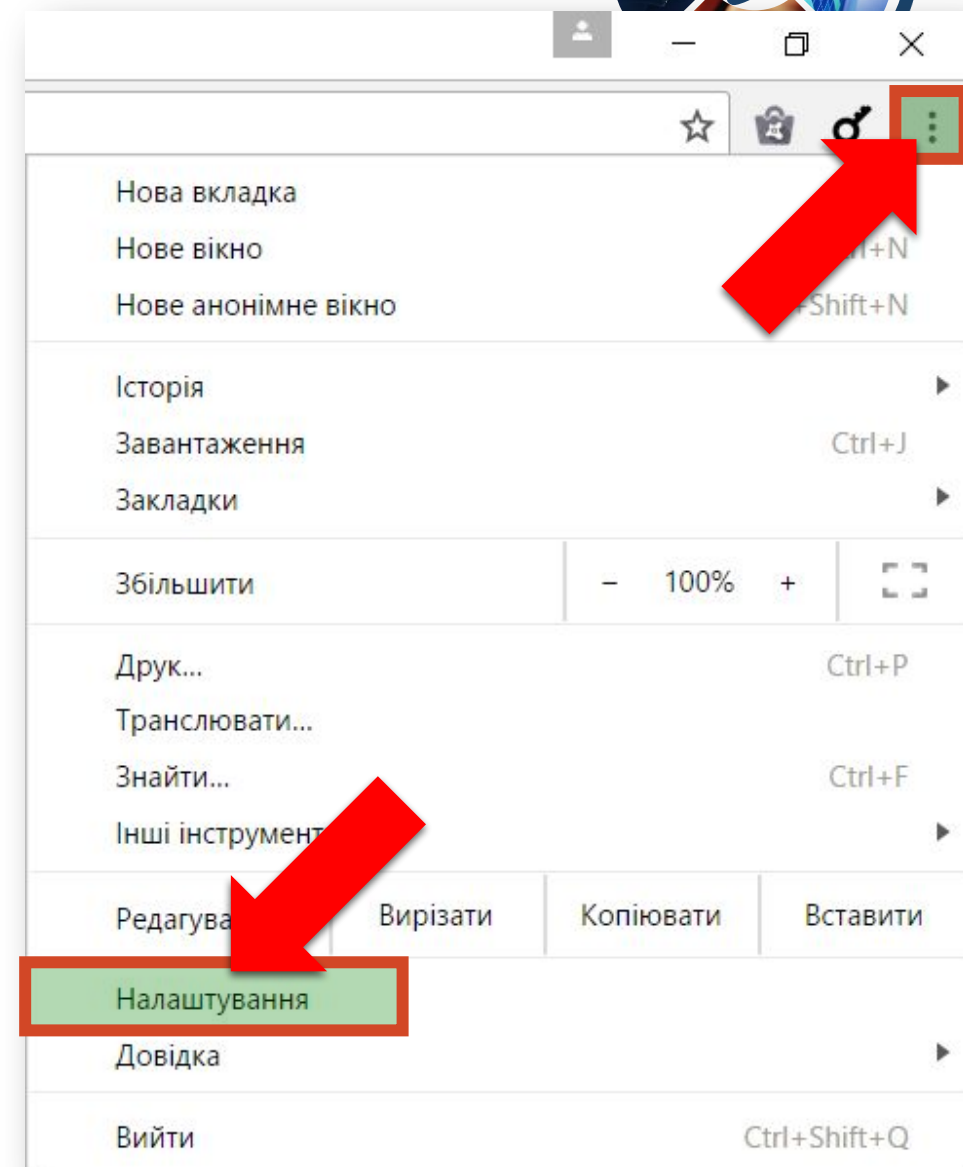 Нова вкладка
Нове вікно +N
Нове анонімне вікно +Shift+N
Історія
Завантаження Ctrl+J
Закладки
Збільшити − 100% +
Друк... Ctrl+P
Транслювати...
Знайти... Ctrl+F
Інші
Вирізати Копіювати Вставити
Налаштування
Довідка
Вийти Ctrl+Shift+Q